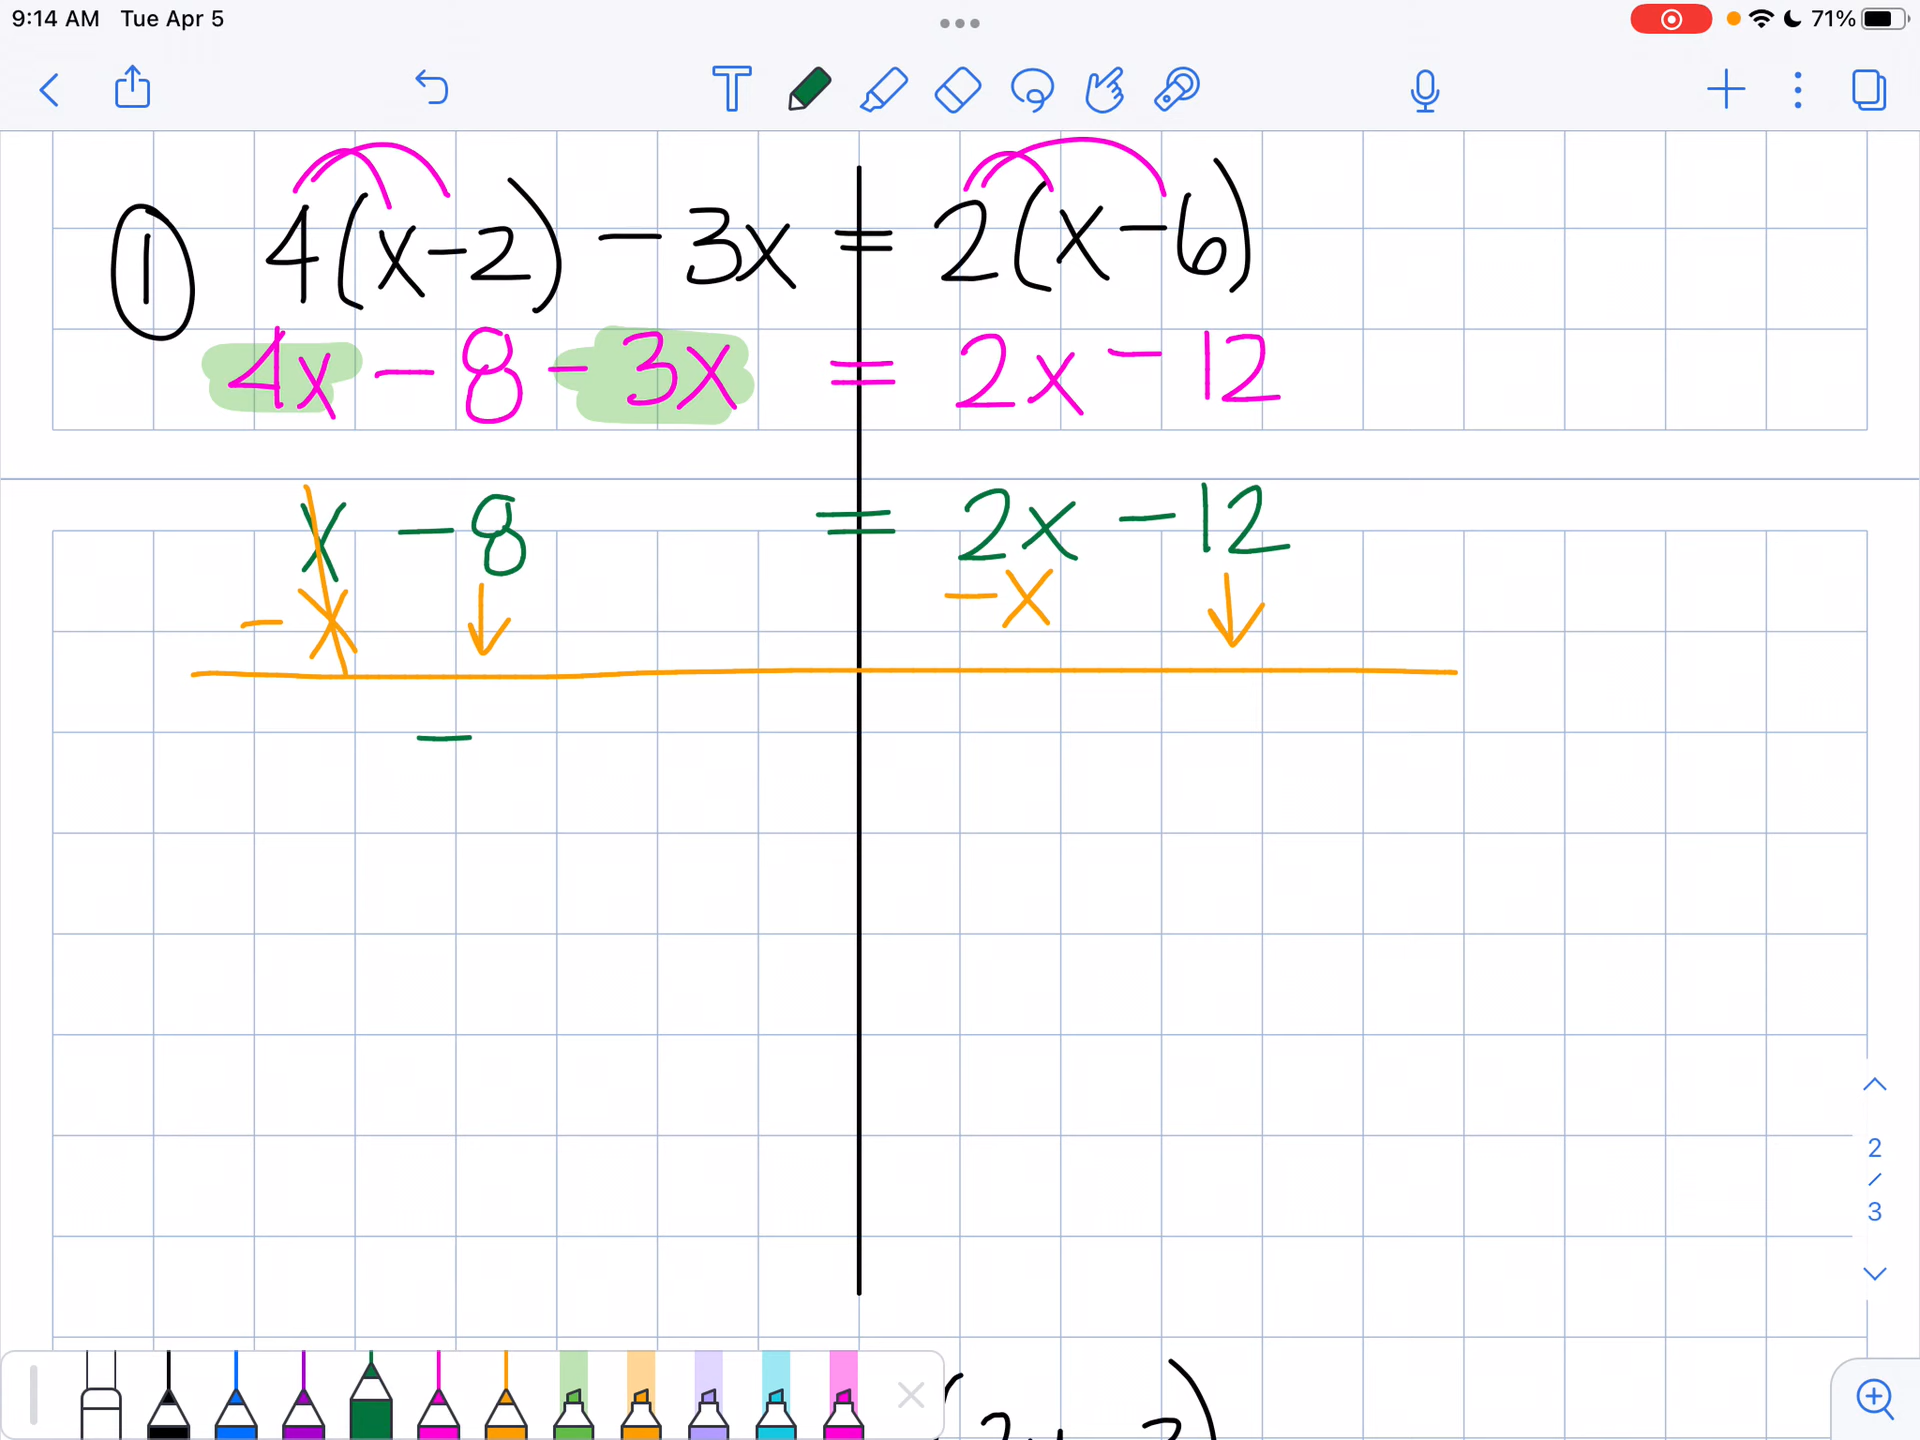 9:14 AM Tue Apr 5
71%
T
① 4(x-2) - 3x = 2(x-6)
4x - 8 - 3x = 2x - 12
x - 8 = 2x - 12
- x ↓ - x ↓
-
2
/
3